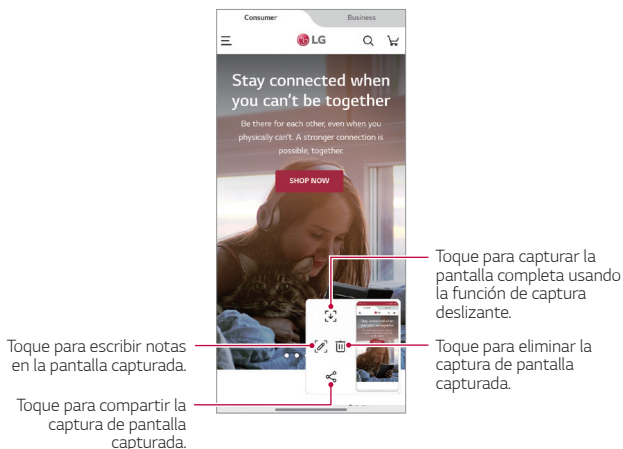 Consumer
Business
LG
Stay connected when
you can't be together
Be there for each other, even when you
physically can't. A stronger connection is
possible, together.
SHOP NOW
Toque para capturar la
pantalla completa usando
la función de captura
deslizante.
Toque para escribir notas
en la pantalla capturada.
Toque para eliminar la
captura de pantalla
capturada.
Toque para compartir la
captura de pantalla
capturada.